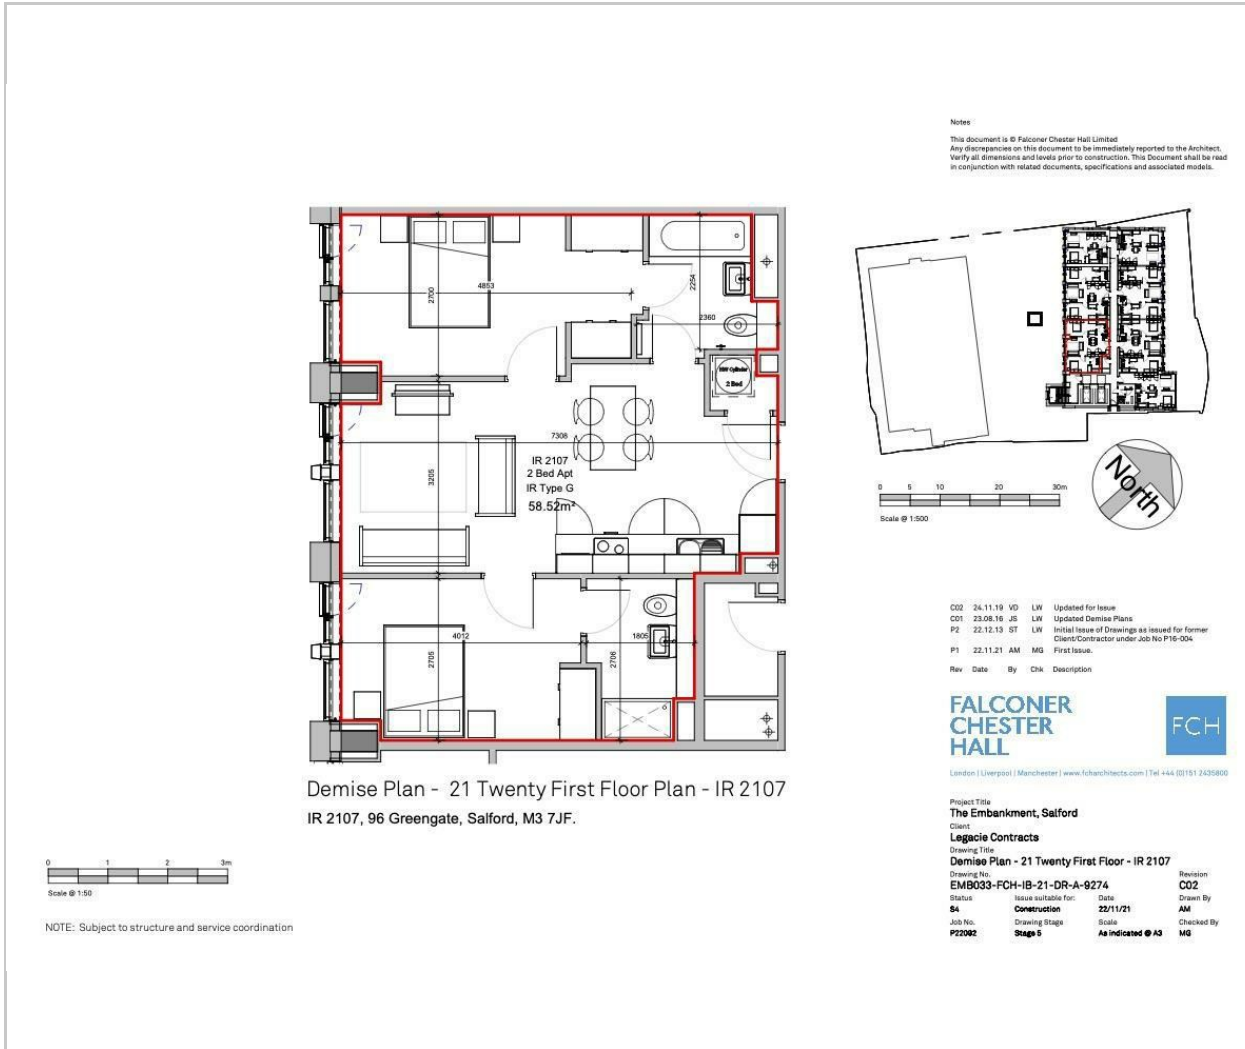 Notes
This document is © Falconer Chester Hall Limited
Any discrepancies on this document to be immediately reported to the Architect.
Verify all dimensions and levels prior to construction. This Document shall be read
in conjunction with related documents, specifications and associated models.
2700
4853
2254
2360
HW Cylinder
2 Bed
7308
3205
IR 2107
2 Bed Apt
IR Type G
58.52m²
4012
2705
1805
2706
Demise Plan - 21 Twenty First Floor Plan - IR 2107
IR 2107, 96 Greengate, Salford, M3 7JF.
0 1 2 3m
Scale @ 1:50
NOTE: Subject to structure and service coordination
0 5 10 20 30m
Scale @ 1:500
North
C02 24.11.19 VD LW Updated for Issue
C01 23.08.16 JS LW Updated Demise Plans
P2 22.12.13 ST LW Initial Issue of Drawings as issued for former
Client/Contractor under Job No P16-004
P1 22.11.21 AM MG First Issue.
Rev Date By Chk Description
FALCONER
CHESTER
HALL
FCH
London | Liverpool | Manchester | www.fcharchitects.com | Tel +44 (0)151 2435800
Project Title
The Embankment, Salford
Client
Legacie Contracts
Drawing Title
Demise Plan - 21 Twenty First Floor - IR 2107
Drawing No. Revision
EMB033-FCH-IB-21-DR-A-9274 C02
Status Issue suitable for: Date Drawn By
S4 Construction 22/11/21 AM
Job No. Drawing Stage Scale Checked By
P22092 Stage 5 As indicated @ A3 MG